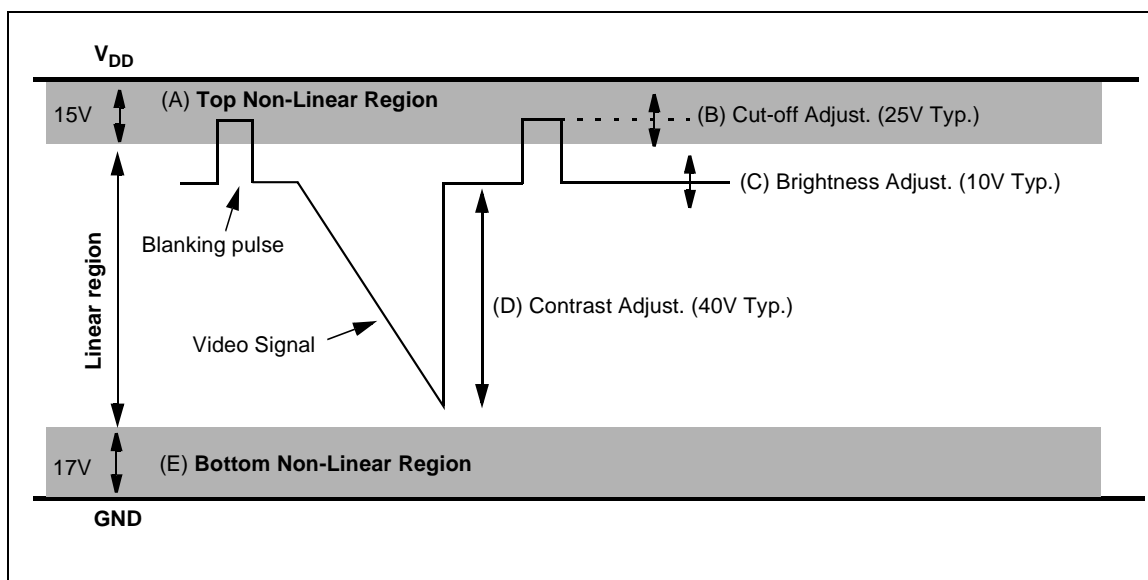 VDD
(A) Top Non-Linear Region
15V
(B) Cut-off Adjust. (25V Typ.)
(C) Brightness Adjust. (10V Typ.)
Blanking pulse
Linear region
(D) Contrast Adjust. (40V Typ.)
Video Signal
17V
(E) Bottom Non-Linear Region
GND